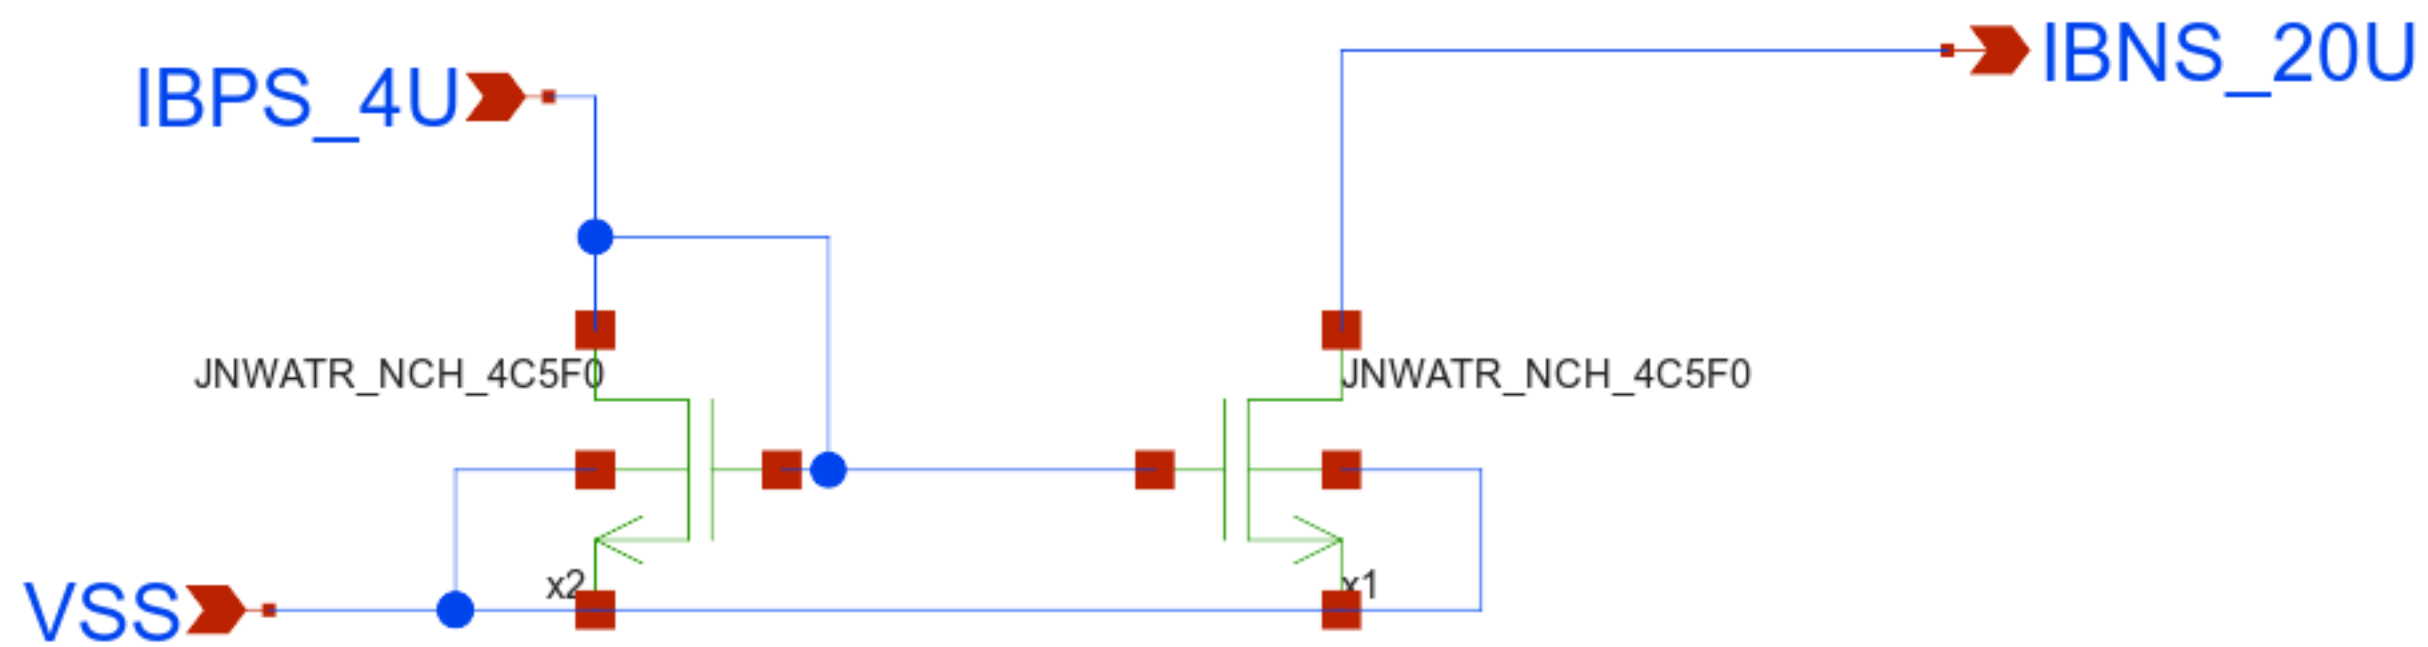 IBPS_4U
IBNS_20U
JNWATR_NCH_4C5F0
JNWATR_NCH_4C5F0
x2
x1
VSS